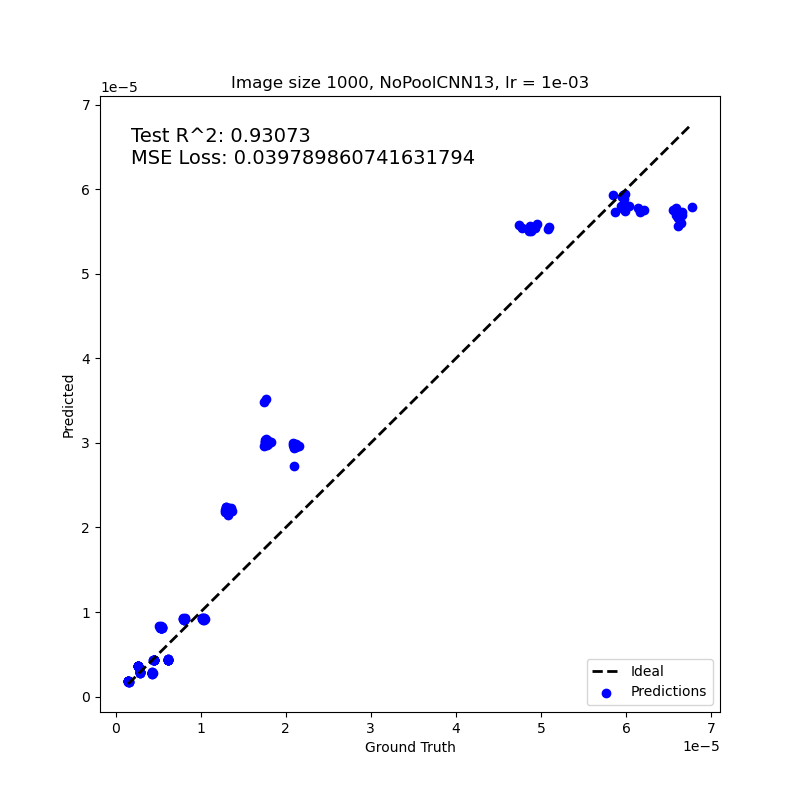 Image size 1000, NoPoolCNN13, lr = 1e-03
1e−5
Test R^2: 0.93073
MSE Loss: 0.039789860741631794
7
6
5
4
3
2
1
0
Predicted
Ideal
Predictions
0 1 2 3 4 5 6 7
Ground Truth
1e−5